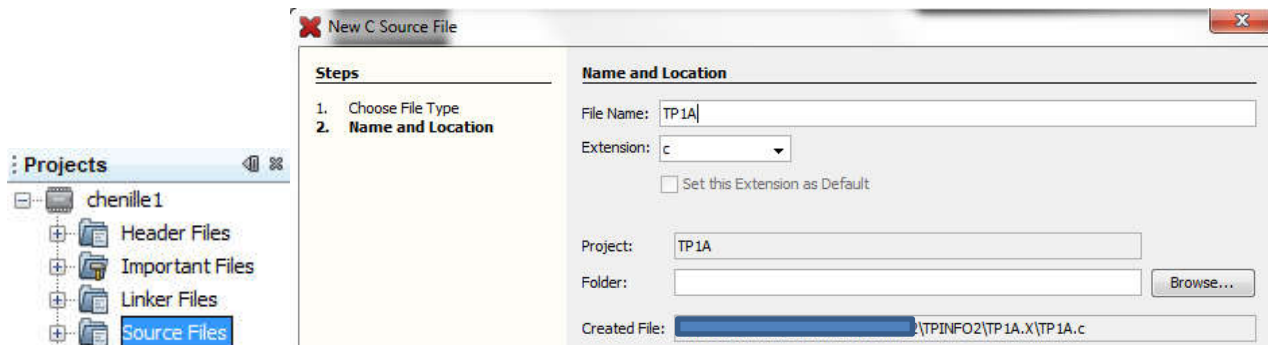 New C Source File
Steps
1. Choose File Type
2. Name and Location
Name and Location
File Name: TP1A
Extension: c
Set this Extension as Default
Project: TP1A
Folder:
Browse...
Created File: \TPINFO2\TP1A.X\TP1A.c
Projects
chenille1
Header Files
Important Files
Linker Files
Source Files